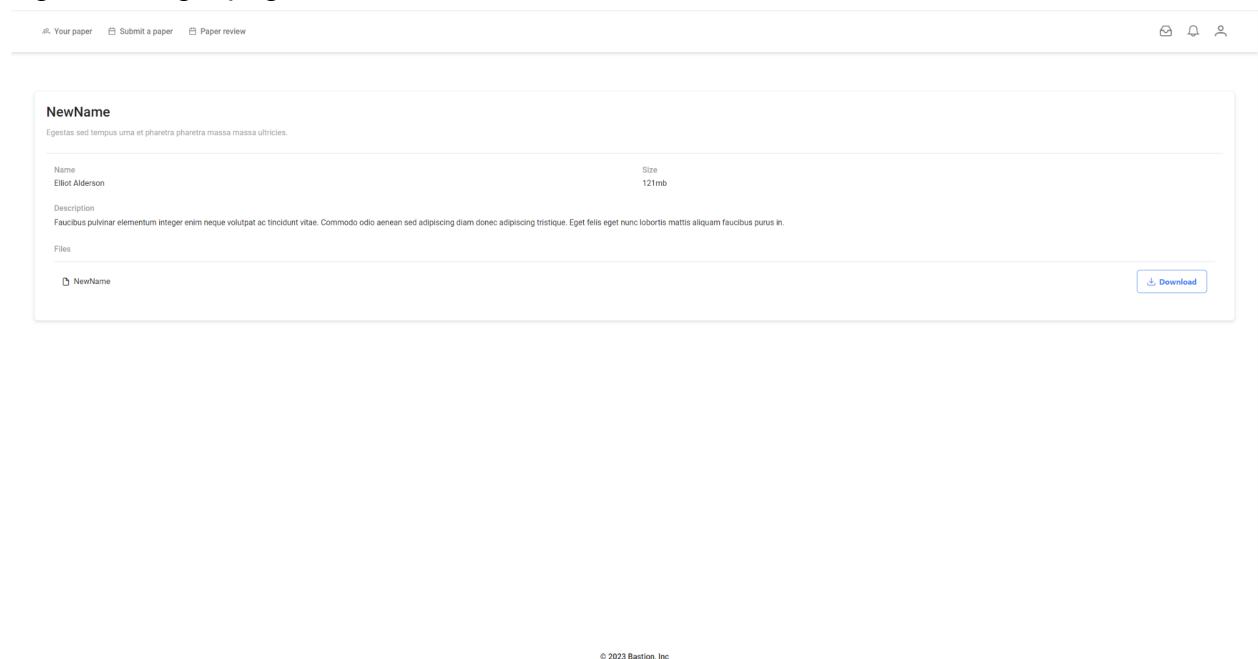 Your paper Submit a paper Paper review
NewName
Egestas sed tempus urna et pharetra pharetra massa massa ultricies.
Name Size
Elliot Alderson 121mb
Description
Faucibus pulvinar elementum integer enim neque volutpat ac tincidunt vitae. Commodo odio aenean sed adipiscing diam donec adipiscing tristique. Eget felis eget nunc lobortis mattis aliquam faucibus purus in.
Files
NewName Download
© 2023 Bastion, Inc